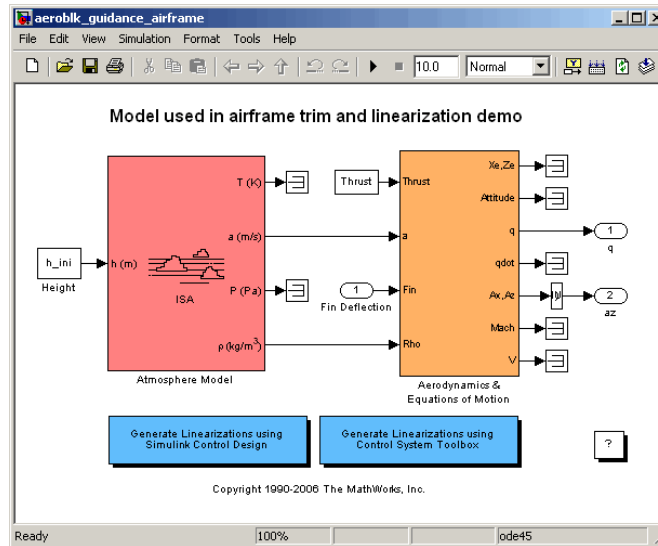 aeroblk_guidance_airframe
File Edit View Simulation Format Tools Help
10.0 Normal
Model used in airframe trim and linearization demo
h_ini
Height
h (m)
T (K)
a (m/s)
ISA
P (Pa)
ρ(kg/m³)
Atmosphere Model
Thrust
1
Fin Deflection
Thrust
a
Fin
Rho
Xe,Ze
Attitude
q
qdot
Ax,Az
Mach
V
Aerodynamics &
Equations of Motion
1
q
|u|
2
az
Generate Linearizations using
Simulink Control Design
Generate Linearizations using
Control System Toolbox
?
Copyright 1990-2006 The MathWorks, Inc.
Ready 100% ode45